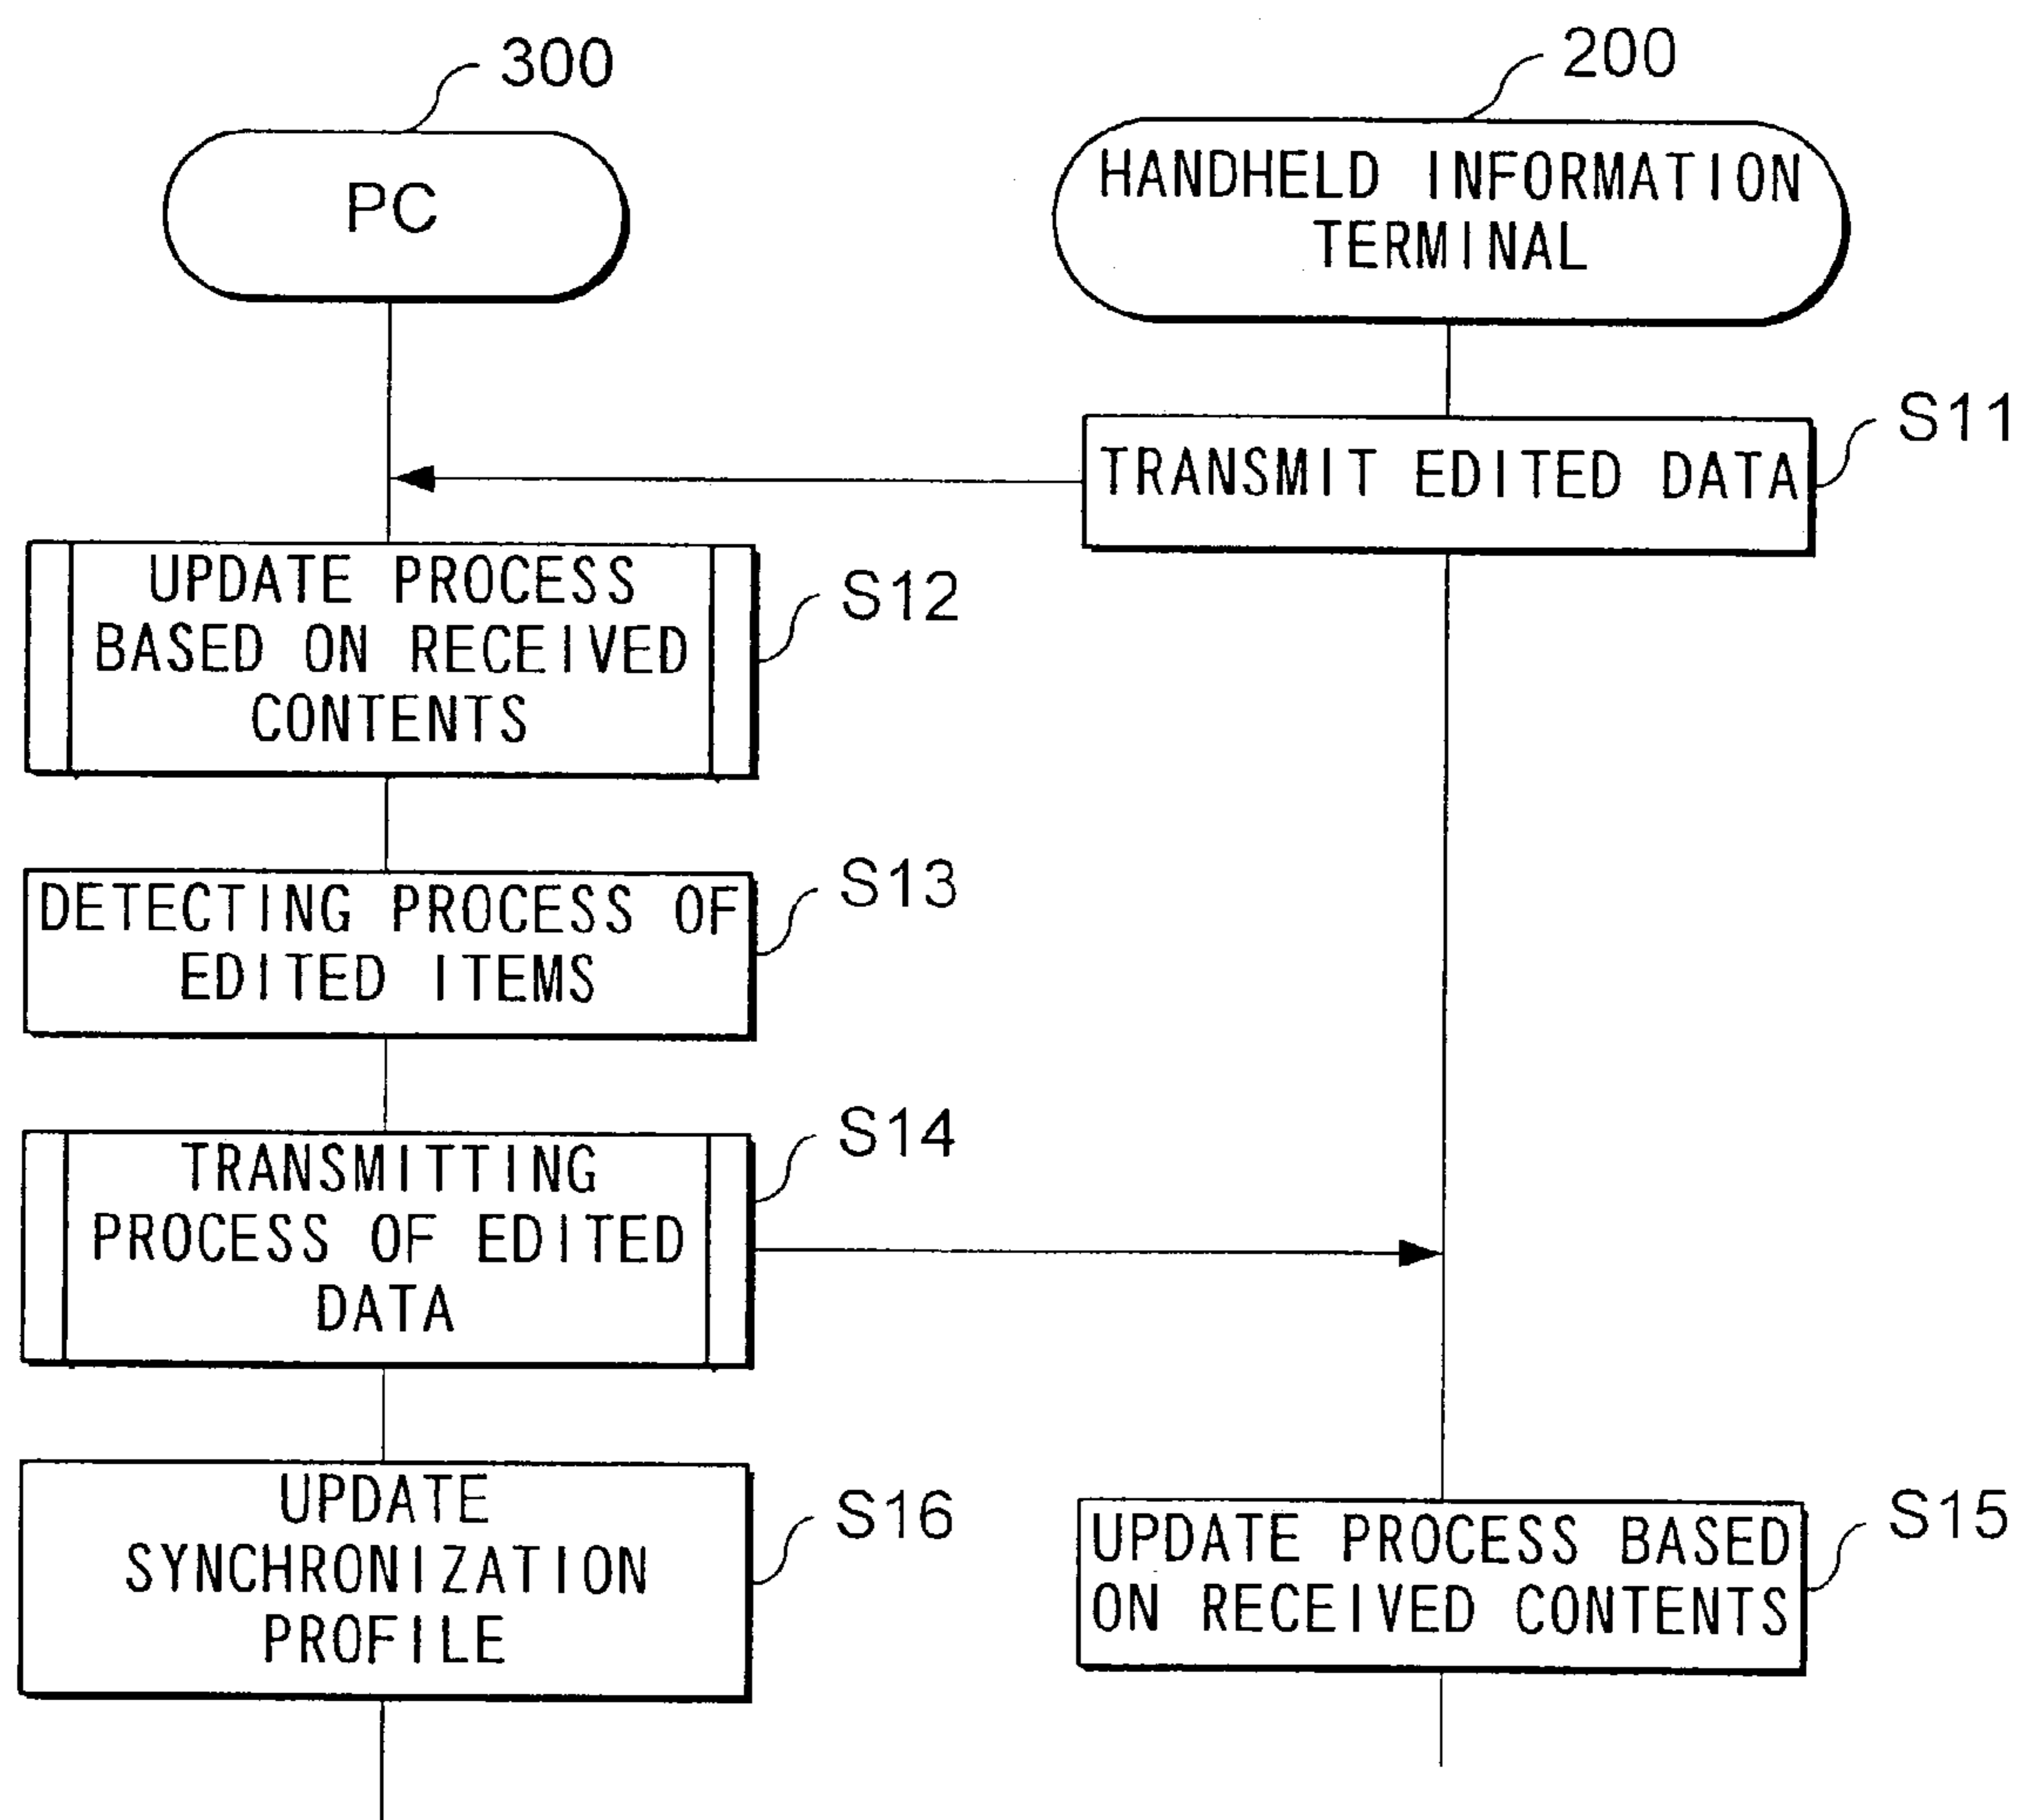 300
200
PC
HANDHELD INFORMATION
TERMINAL
S11
TRANSMIT EDITED DATA
UPDATE PROCESS
BASED ON RECEIVED
CONTENTS
S12
DETECTING PROCESS OF
EDITED ITEMS
S13
TRANSMITTING
PROCESS OF EDITED
DATA
S14
UPDATE
SYNCHRONIZATION
PROFILE
S16
UPDATE PROCESS BASED
ON RECEIVED CONTENTS
S15